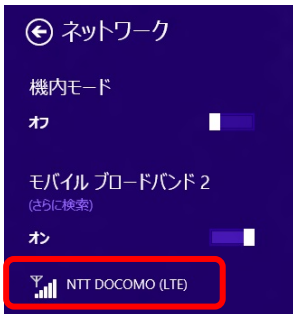 ネットワーク
機内モード
オフ
モバイル ブロードバンド 2
(さらに検索)
オン
NTT DOCOMO (LTE)